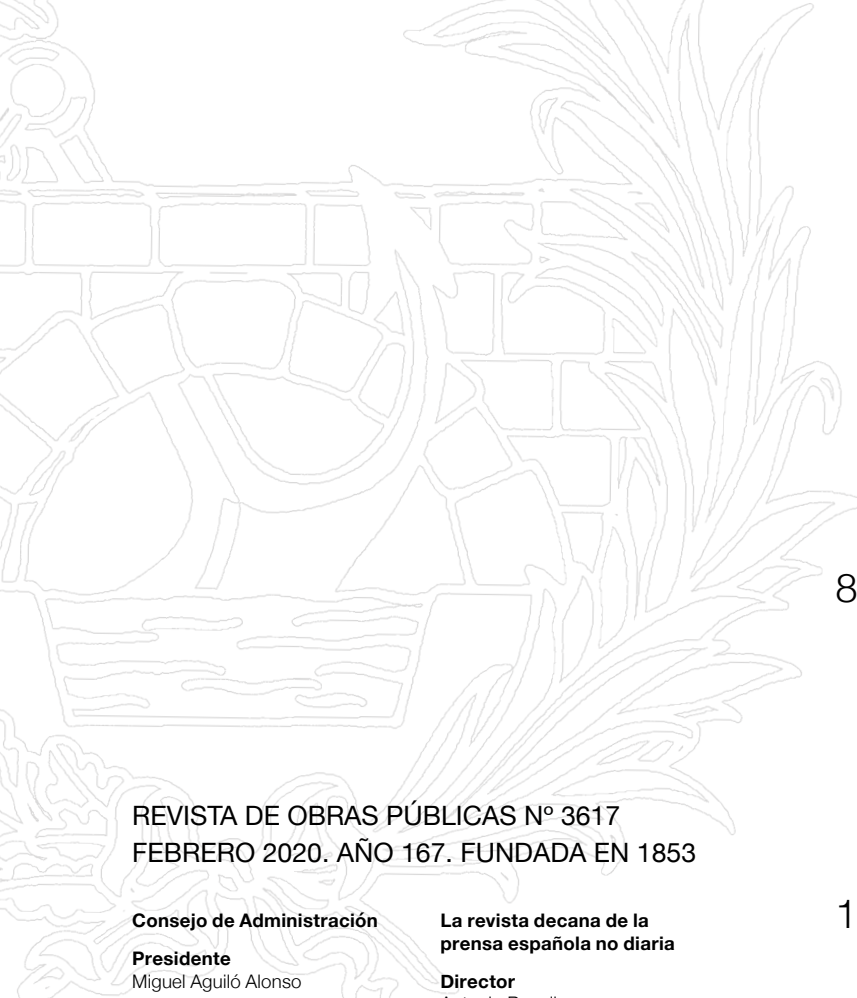 8
REVISTA DE OBRAS PÚBLICAS Nº 3617
FEBRERO 2020. AÑO 167. FUNDADA EN 1853
1
Consejo de Administración
Presidente
Miguel Aguiló Alonso
La revista decana de la
prensa española no diaria
Director